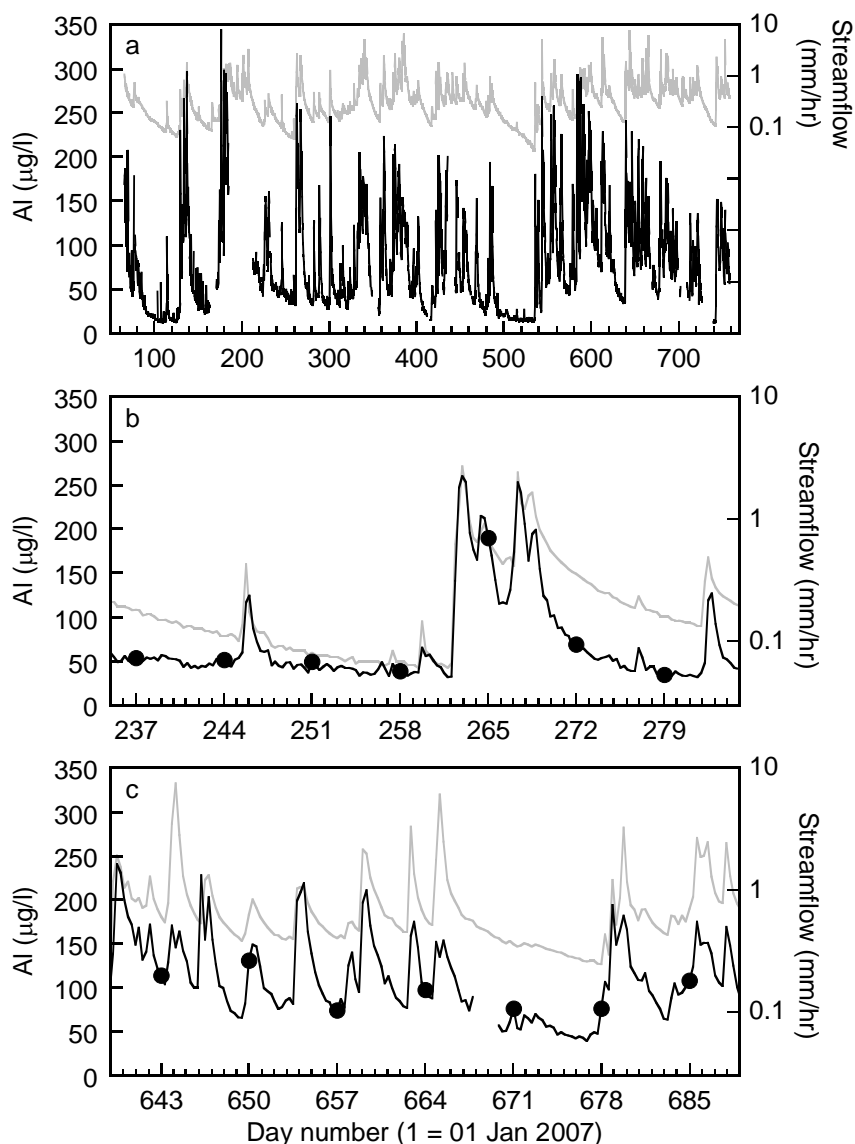 a
350
300
250
200
150
100
50
0
Al (μg/l)
10
1
0.1
Streamflow
(mm/hr)
100 200 300 400 500 600 700
b
350
300
250
200
150
100
50
0
Al (μg/l)
10
1
0.1
Streamflow (mm/hr)
237 244 251 258 265 272 279
c
350
300
250
200
150
100
50
0
Al (μg/l)
10
1
0.1
Streamflow (mm/hr)
643 650 657 664 671 678 685
Day number (1 = 01 Jan 2007)